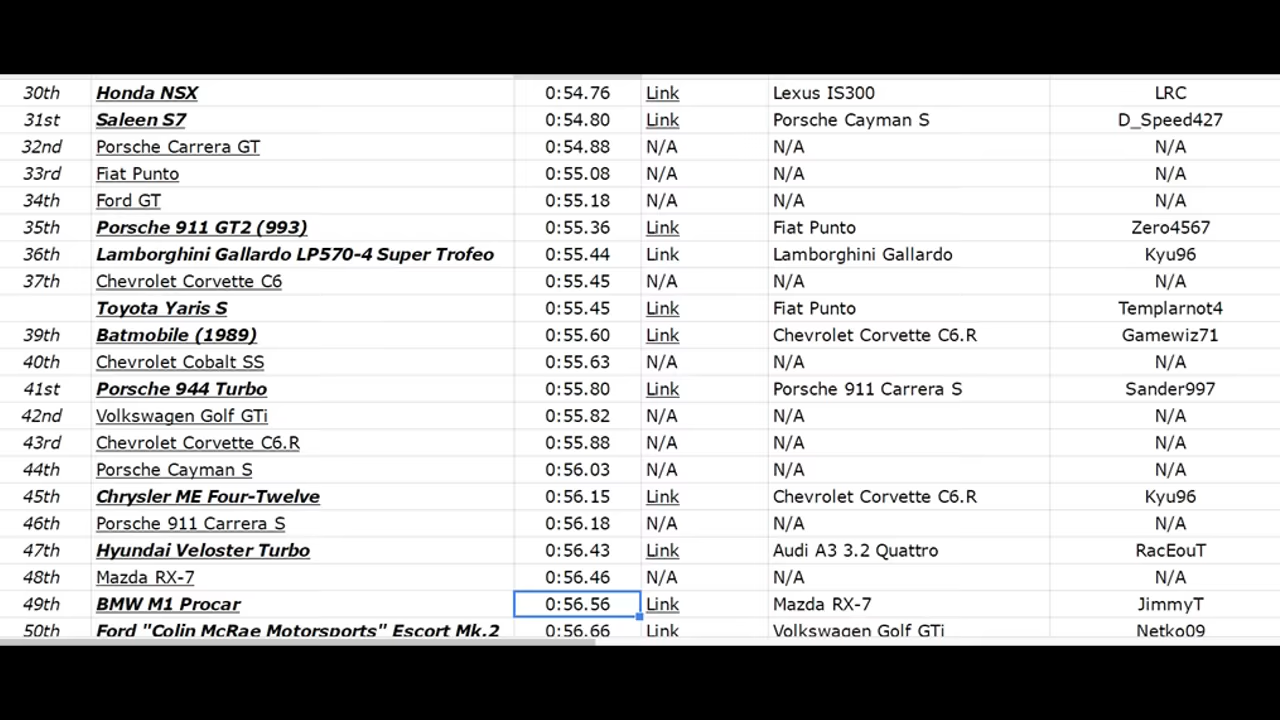 30th Honda NSX 0:54.76 Link Lexus IS300 LRC
31st Saleen S7 0:54.80 Link Porsche Cayman S D_Speed427
32nd Porsche Carrera GT 0:54.88 N/A N/A N/A
33rd Fiat Punto 0:55.08 N/A N/A N/A
34th Ford GT 0:55.18 N/A N/A N/A
35th Porsche 911 GT2 (993) 0:55.36 Link Fiat Punto Zero4567
36th Lamborghini Gallardo LP570-4 Super Trofeo 0:55.44 Link Lamborghini Gallardo Kyu96
37th Chevrolet Corvette C6 0:55.45 N/A N/A N/A
Toyota Yaris S 0:55.45 Link Fiat Punto Templarnot4
39th Batmobile (1989) 0:55.60 Link Chevrolet Corvette C6.R Gamewiz71
40th Chevrolet Cobalt SS 0:55.63 N/A N/A N/A
41st Porsche 944 Turbo 0:55.80 Link Porsche 911 Carrera S Sander997
42nd Volkswagen Golf GTi 0:55.82 N/A N/A N/A
43rd Chevrolet Corvette C6.R 0:55.88 N/A N/A N/A
44th Porsche Cayman S 0:56.03 N/A N/A N/A
45th Chrysler ME Four-Twelve 0:56.15 Link Chevrolet Corvette C6.R Kyu96
46th Porsche 911 Carrera S 0:56.18 N/A N/A N/A
47th Hyundai Veloster Turbo 0:56.43 Link Audi A3 3.2 Quattro RacEouT
48th Mazda RX-7 0:56.46 N/A N/A N/A
49th BMW M1 Procar 0:56.56 Link Mazda RX-7 JimmyT
50th Ford "Colin McRae Motorsports" Escort Mk.2 0:56.66 Link Volkswagen Golf GTi Netko09